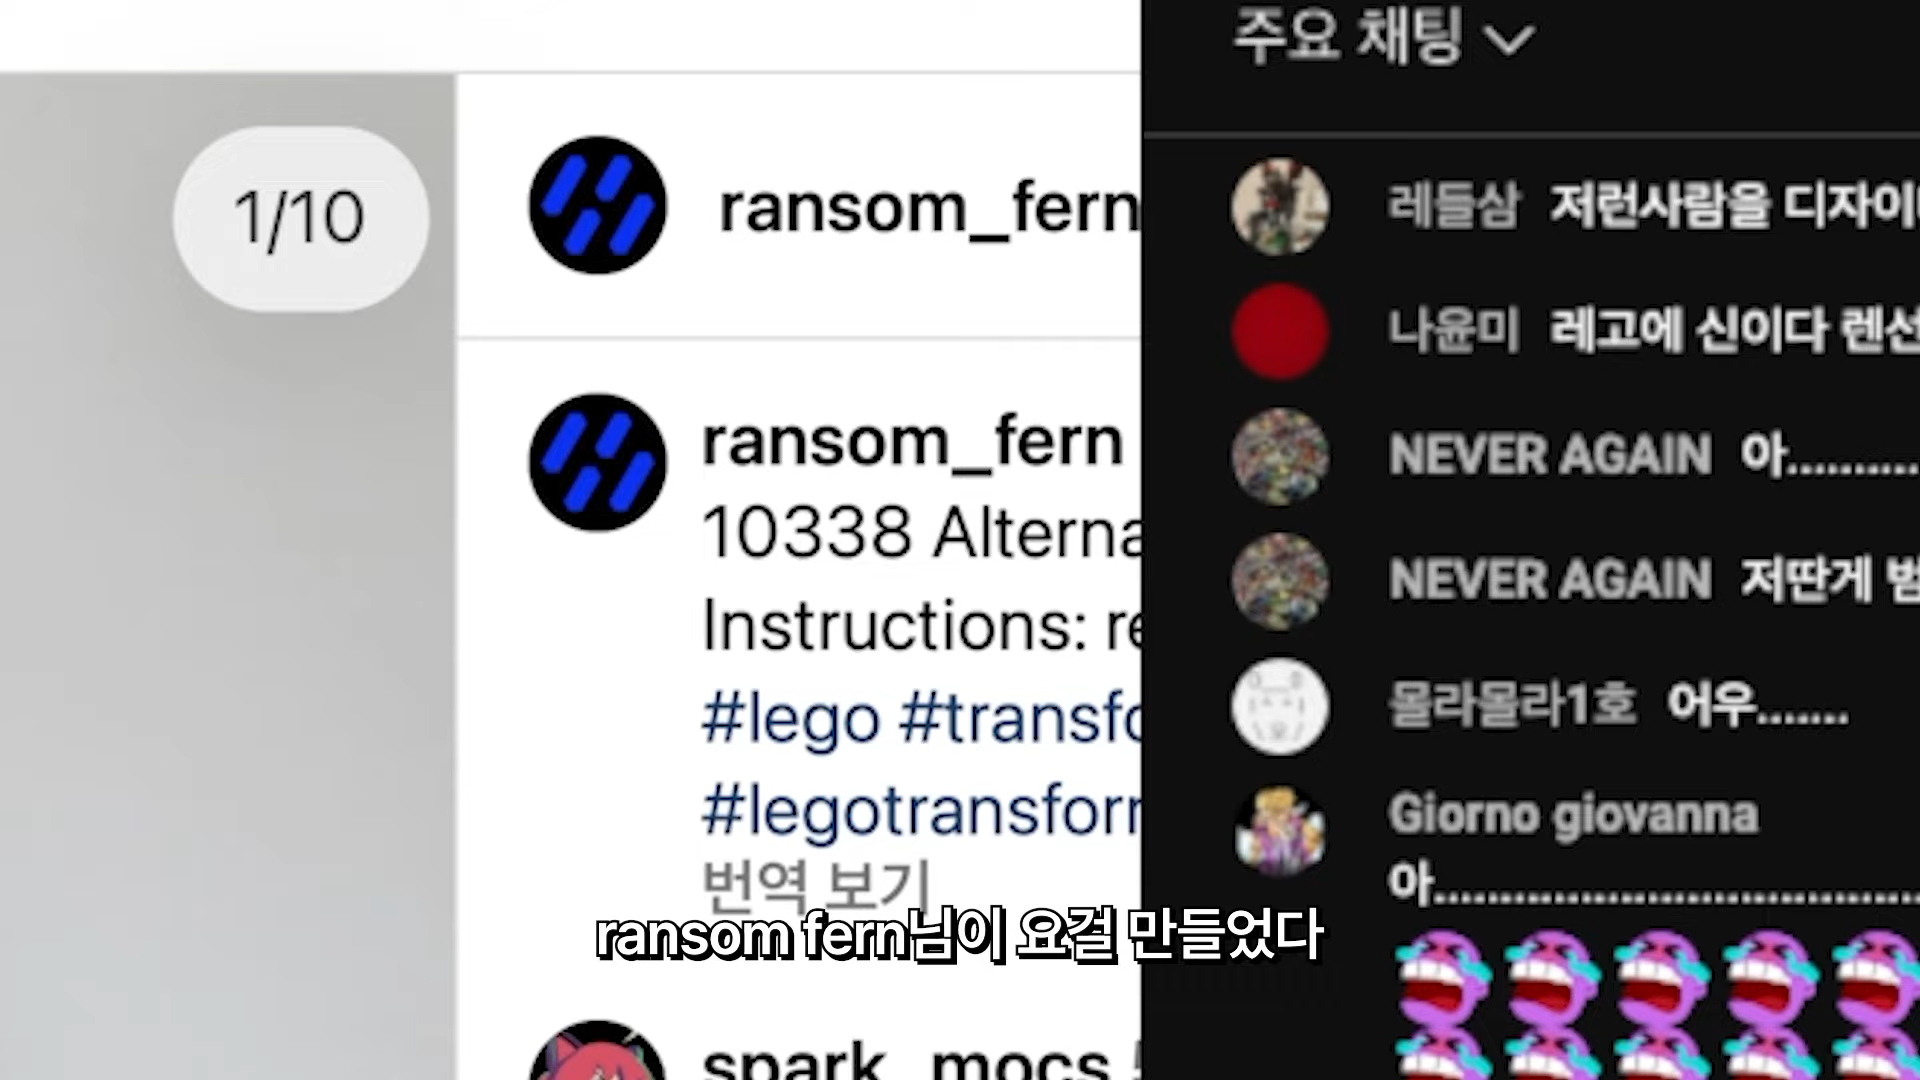 1/10
ransom_fern
ransom_fern
10338 Alterna
Instructions: re
#lego #transfo
#legotransform
번역 보기
spark_mocs
주요 채팅
레들삼 저런사람을 디자이
나윤미 레고에 신이다 렌선
NEVER AGAIN 아..........
NEVER AGAIN 저딴게 범
몰라몰라1호 어우.......
Giorno giovanna
아.....................................
ransom fern님이 요걸 만들었다